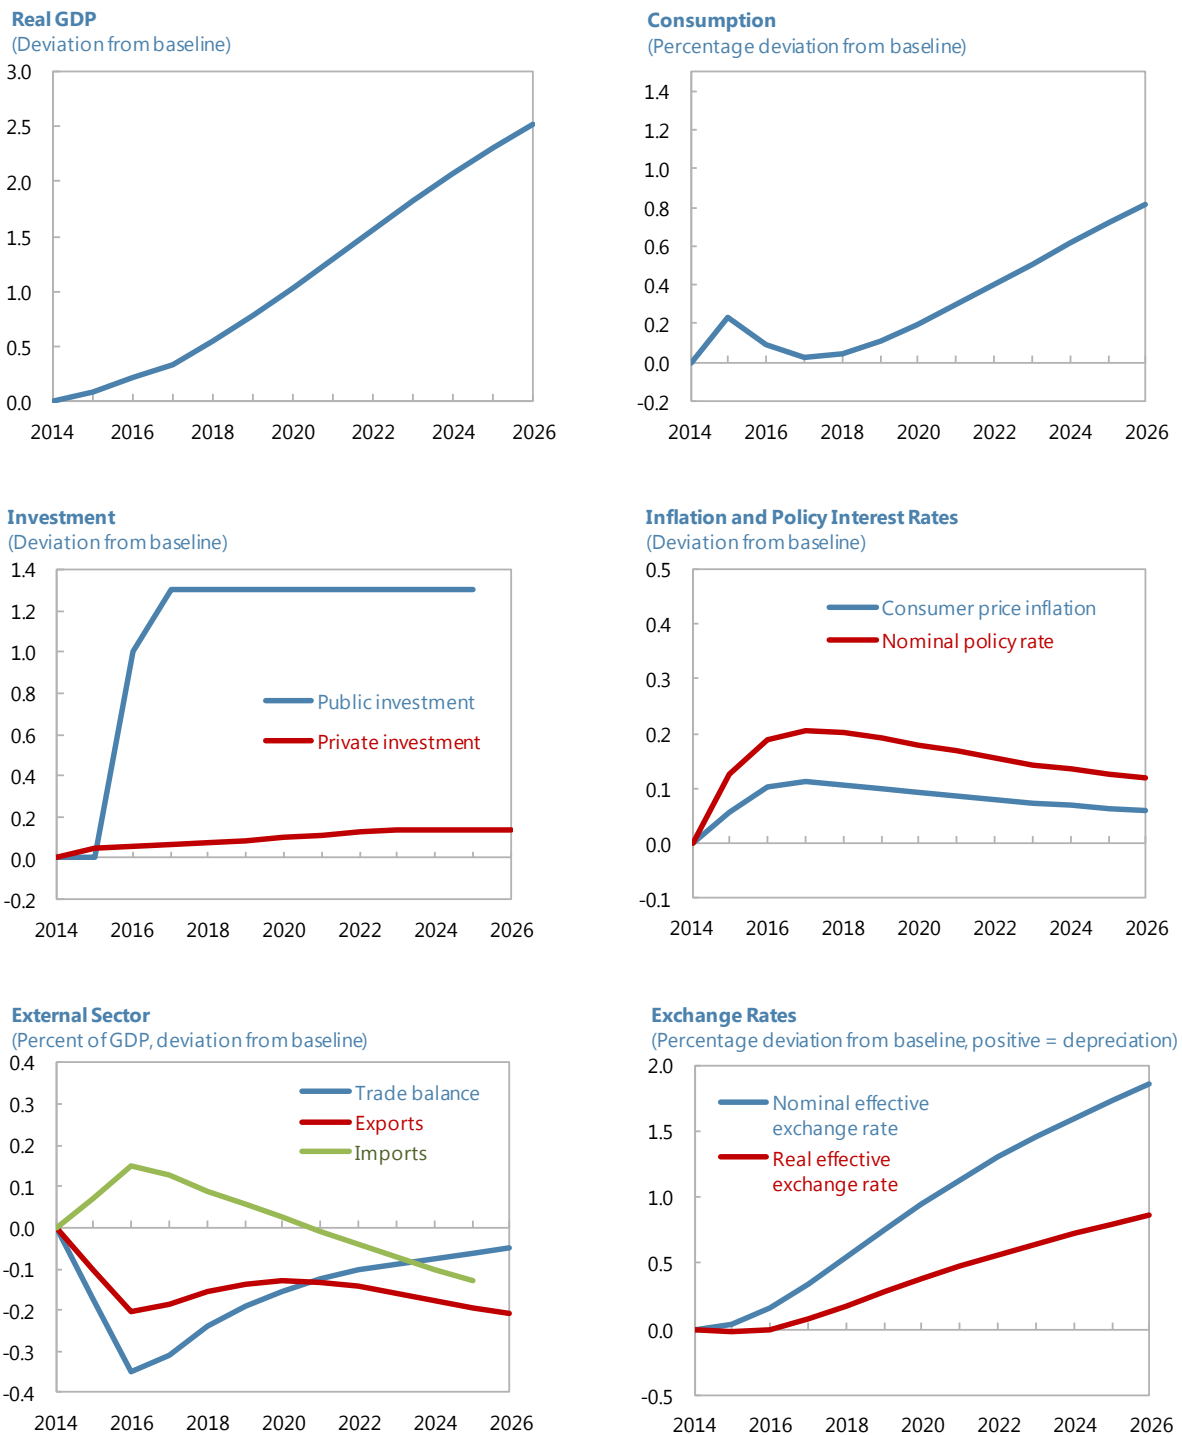 Real GDP
(Deviation from baseline)
3.0
2.5
2.0
1.5
1.0
0.5
0.0
2014 2016 2018 2020 2022 2024 2026
Consumption
(Percentage deviation from baseline)
1.4
1.2
1.0
0.8
0.6
0.4
0.2
0.0
-0.2
2014 2016 2018 2020 2022 2024 2026
Investment
(Deviation from baseline)
1.4
1.2
1.0
0.8
0.6
0.4
0.2
0.0
-0.2
Public investment
Private investment
2014 2016 2018 2020 2022 2024 2026
Inflation and Policy Interest Rates
(Deviation from baseline)
0.5
0.4
0.3
0.2
0.1
0.0
-0.1
Consumer price inflation
Nominal policy rate
2014 2016 2018 2020 2022 2024 2026
External Sector
(Percent of GDP, deviation from baseline)
0.4
0.3
0.2
0.1
0.0
-0.1
-0.2
-0.3
-0.4
Trade balance
Exports
Imports
2014 2016 2018 2020 2022 2024 2026
Exchange Rates
(Percentage deviation from baseline, positive = depreciation)
2.0
1.5
1.0
0.5
0.0
-0.5
Nominal effective
exchange rate
Real effective
exchange rate
2014 2016 2018 2020 2022 2024 2026